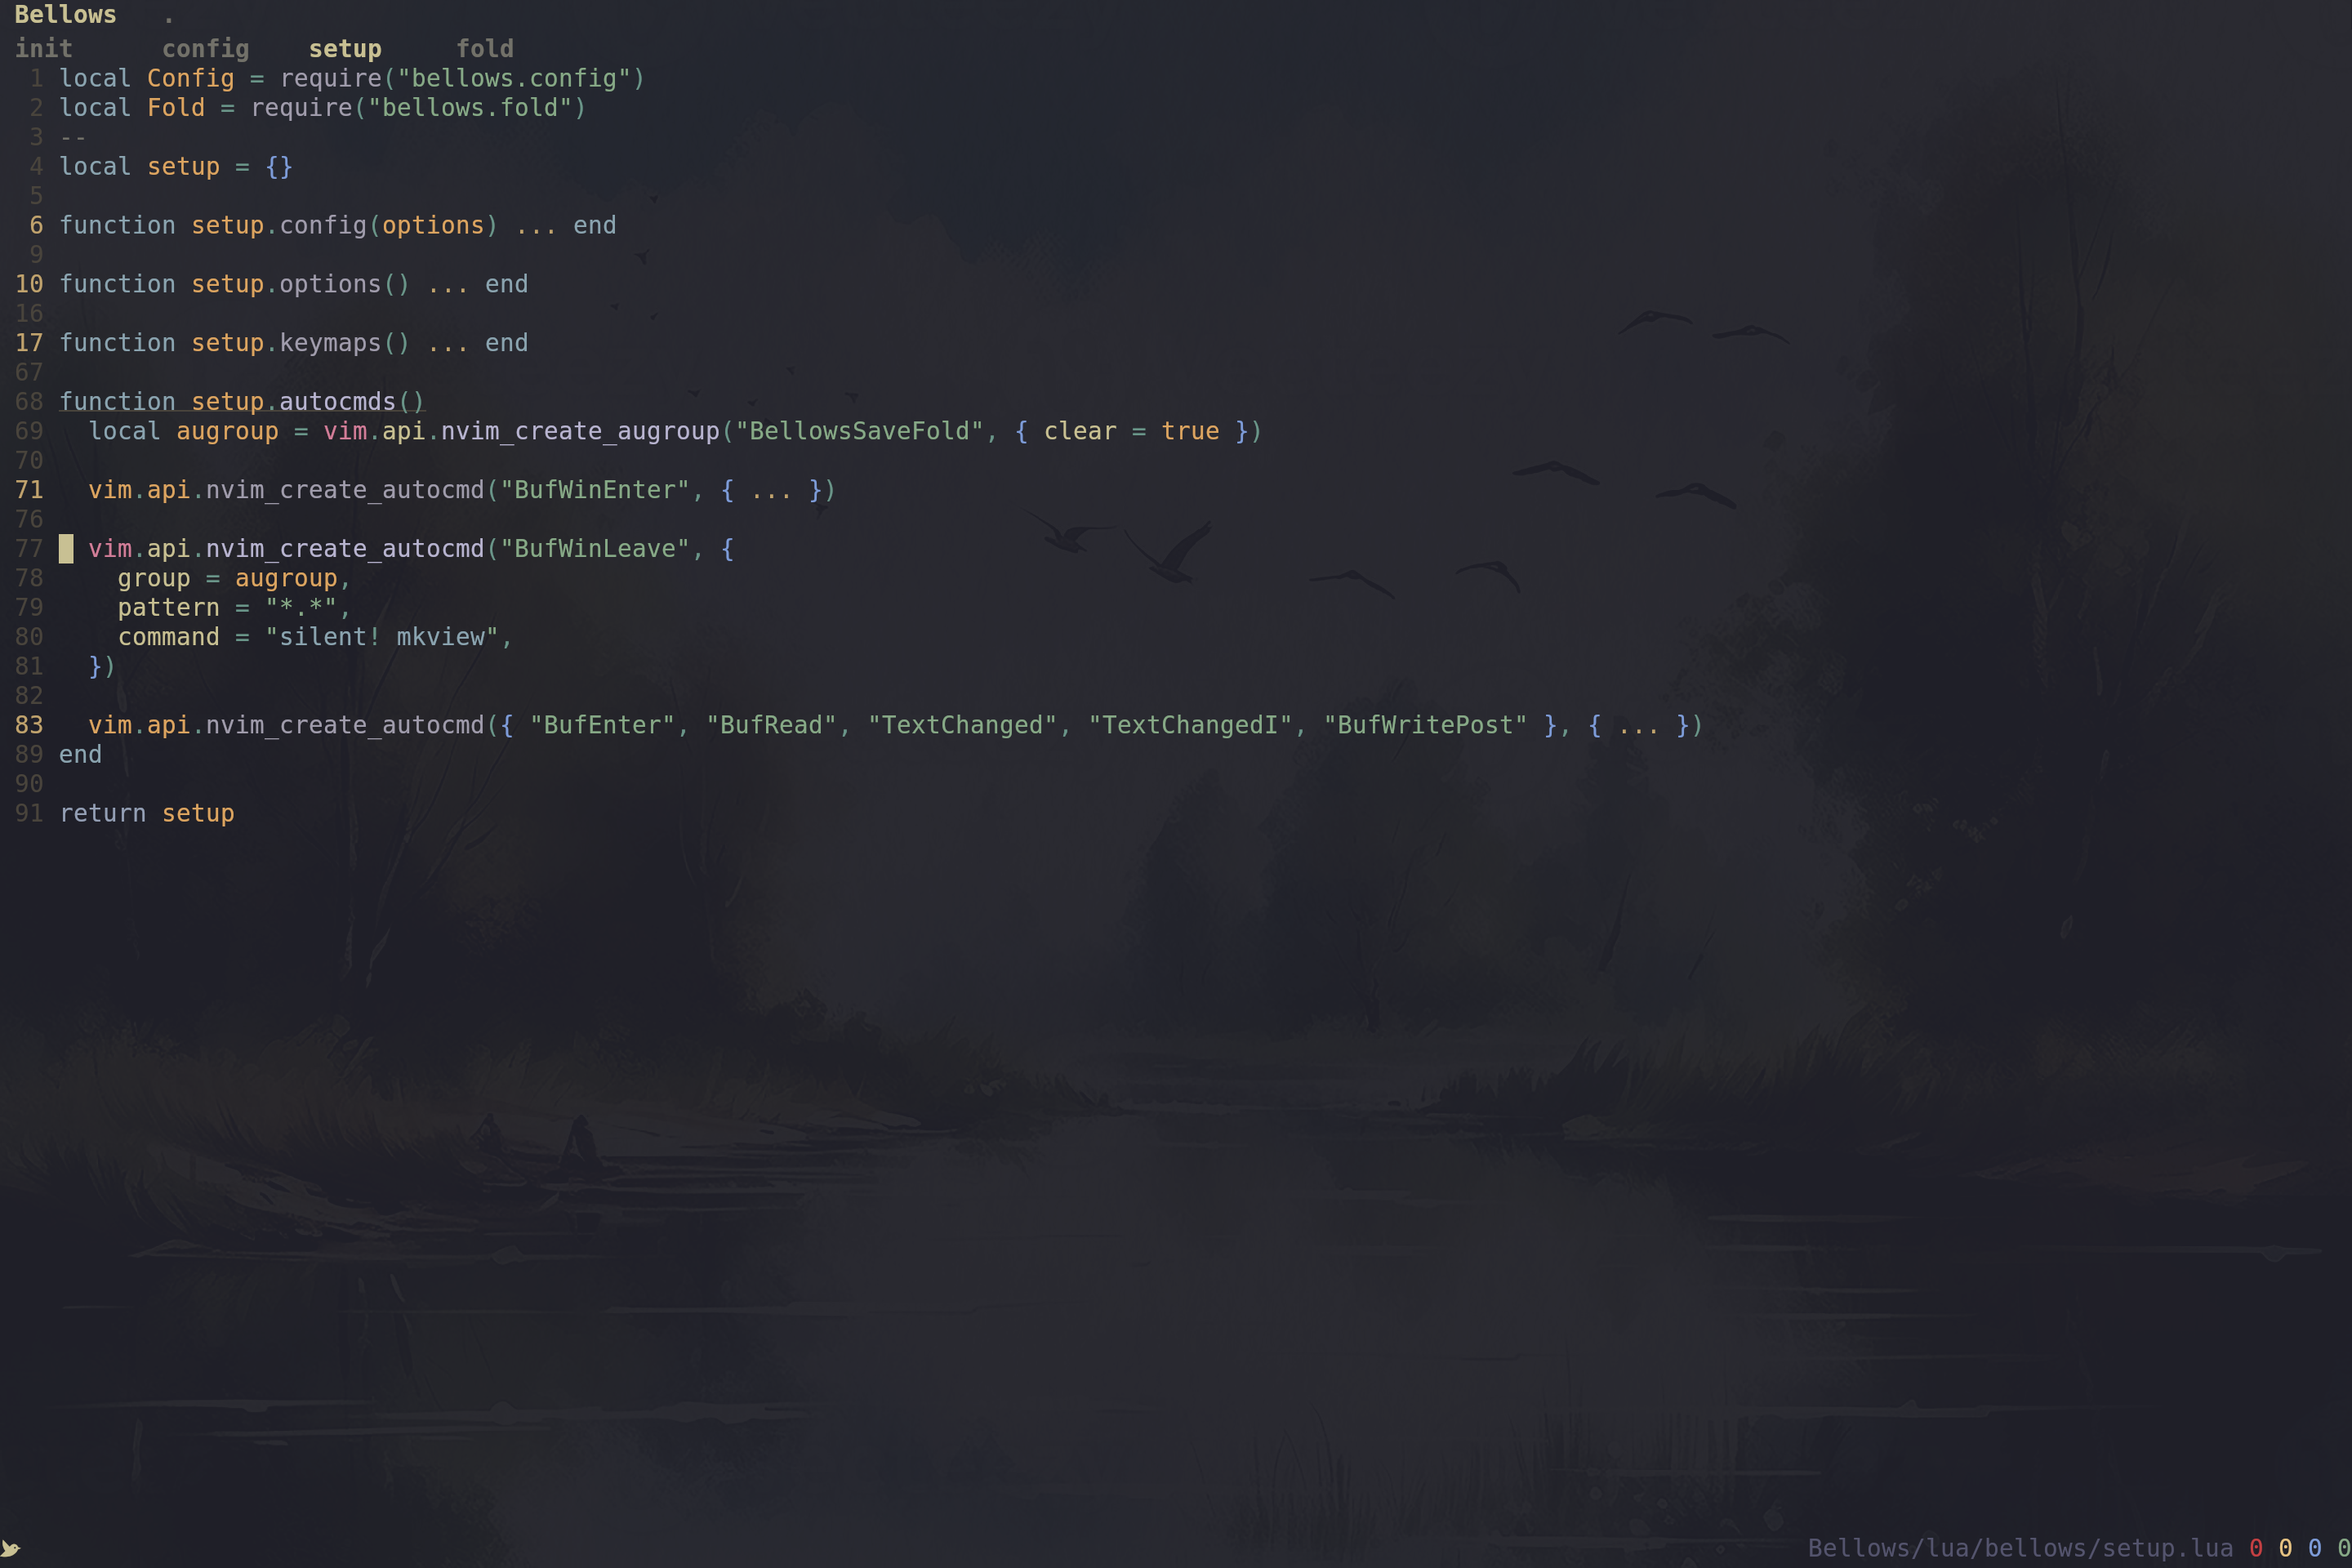 Bellows   .
init      config    setup     fold
 1 local Config = require("bellows.config")
 2 local Fold = require("bellows.fold")
 3 --
 4 local setup = {}
 5
 6 function setup.config(options) ... end
 9
10 function setup.options() ... end
16
17 function setup.keymaps() ... end
67
68 function setup.autocmds()
69   local augroup = vim.api.nvim_create_augroup("BellowsSaveFold", { clear = true })
70
71   vim.api.nvim_create_autocmd("BufWinEnter", { ... })
76
77   vim.api.nvim_create_autocmd("BufWinLeave", {
78     group = augroup,
79     pattern = "*.*",
80     command = "silent! mkview",
81   })
82
83   vim.api.nvim_create_autocmd({ "BufEnter", "BufRead", "TextChanged", "TextChangedI", "BufWritePost" }, { ... })
89 end
90
91 return setup
Bellows/lua/bellows/setup.lua 0 0 0 0